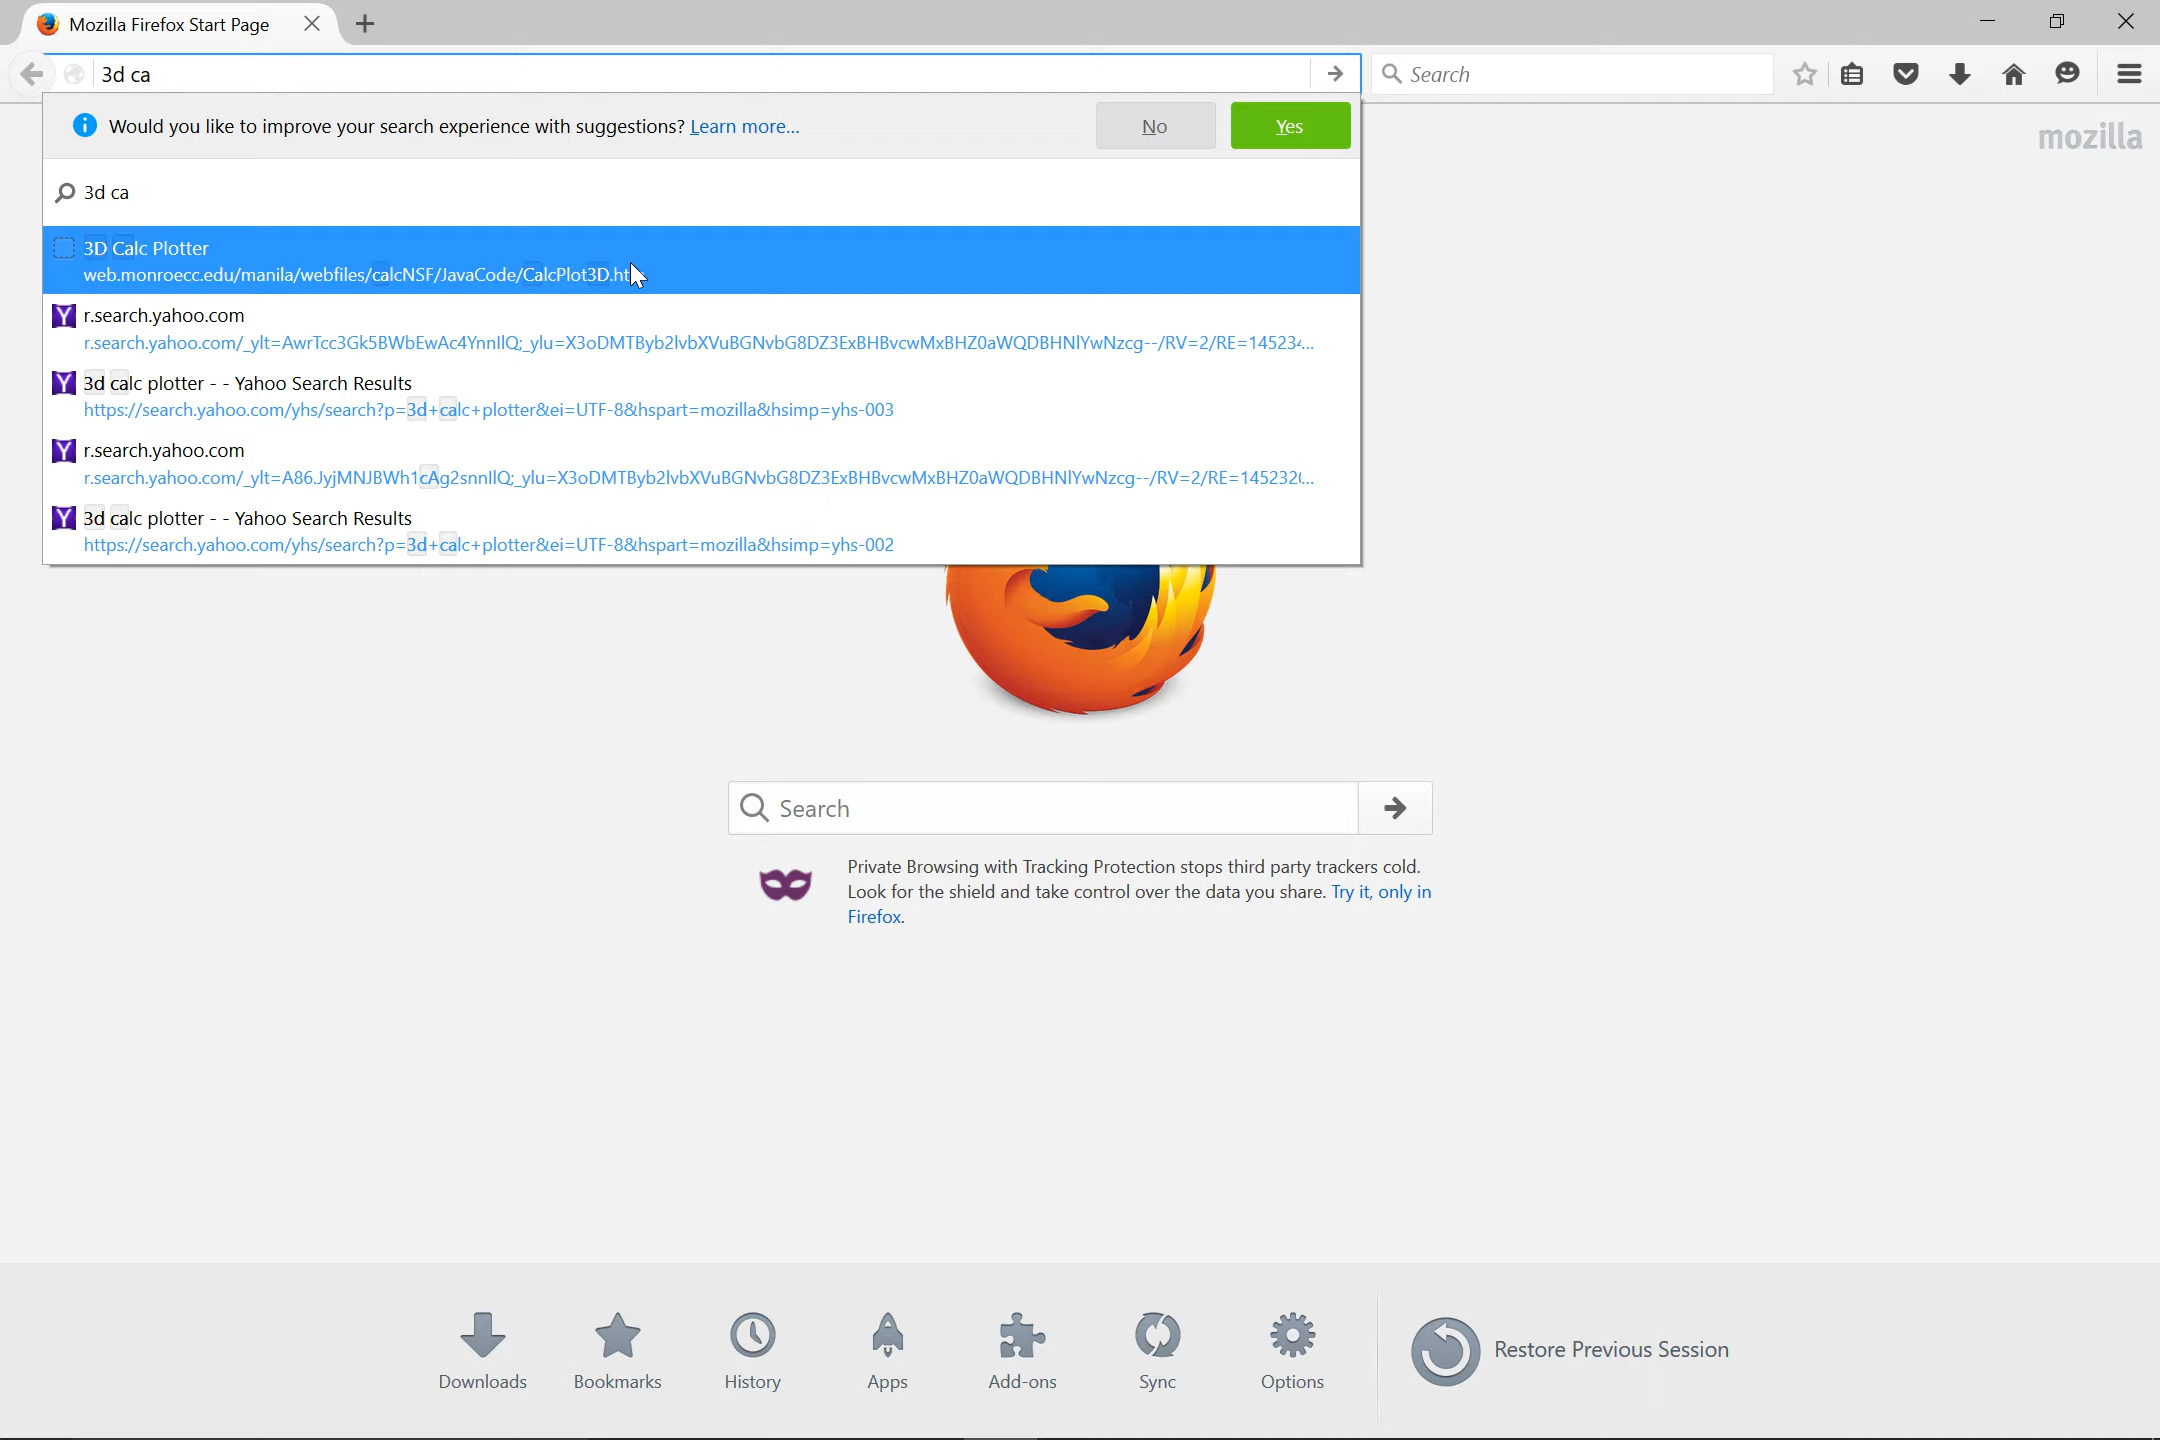 Mozilla Firefox Start Page
3d ca
Search
Would you like to improve your search experience with suggestions? Learn more...
No
Yes
mozilla
3d ca
3D Calc Plotter
web.monroecc.edu/manila/webfiles/calcNSF/JavaCode/CalcPlot3D.ht
r.search.yahoo.com
r.search.yahoo.com/_ylt=AwrTcc3Gk5BWbEwAc4YnnIlQ;_ylu=X3oDMTByb2lvbXVuBGNvbG8DZ3ExBHBvcwMxBHZ0aWQDBHNlYwNzcg--/RV=2/RE=14523...
3d calc plotter - - Yahoo Search Results
https://search.yahoo.com/yhs/search?p=3d+calc+plotter&ei=UTF-8&hspart=mozilla&hsimp=yhs-003
r.search.yahoo.com
r.search.yahoo.com/_ylt=A86.JyjMNJBWh1cAg2snnIlQ;_ylu=X3oDMTByb2lvbXVuBGNvbG8DZ3ExBHBvcwMxBHZ0aWQDBHNlYwNzcg--/RV=2/RE=145232...
3d calc plotter - - Yahoo Search Results
https://search.yahoo.com/yhs/search?p=3d+calc+plotter&ei=UTF-8&hspart=mozilla&hsimp=yhs-002
Search
Private Browsing with Tracking Protection stops third party trackers cold.
Look for the shield and take control over the data you share. Try it, only in
Firefox.
Downloads
Bookmarks
History
Apps
Add-ons
Sync
Options
Restore Previous Session